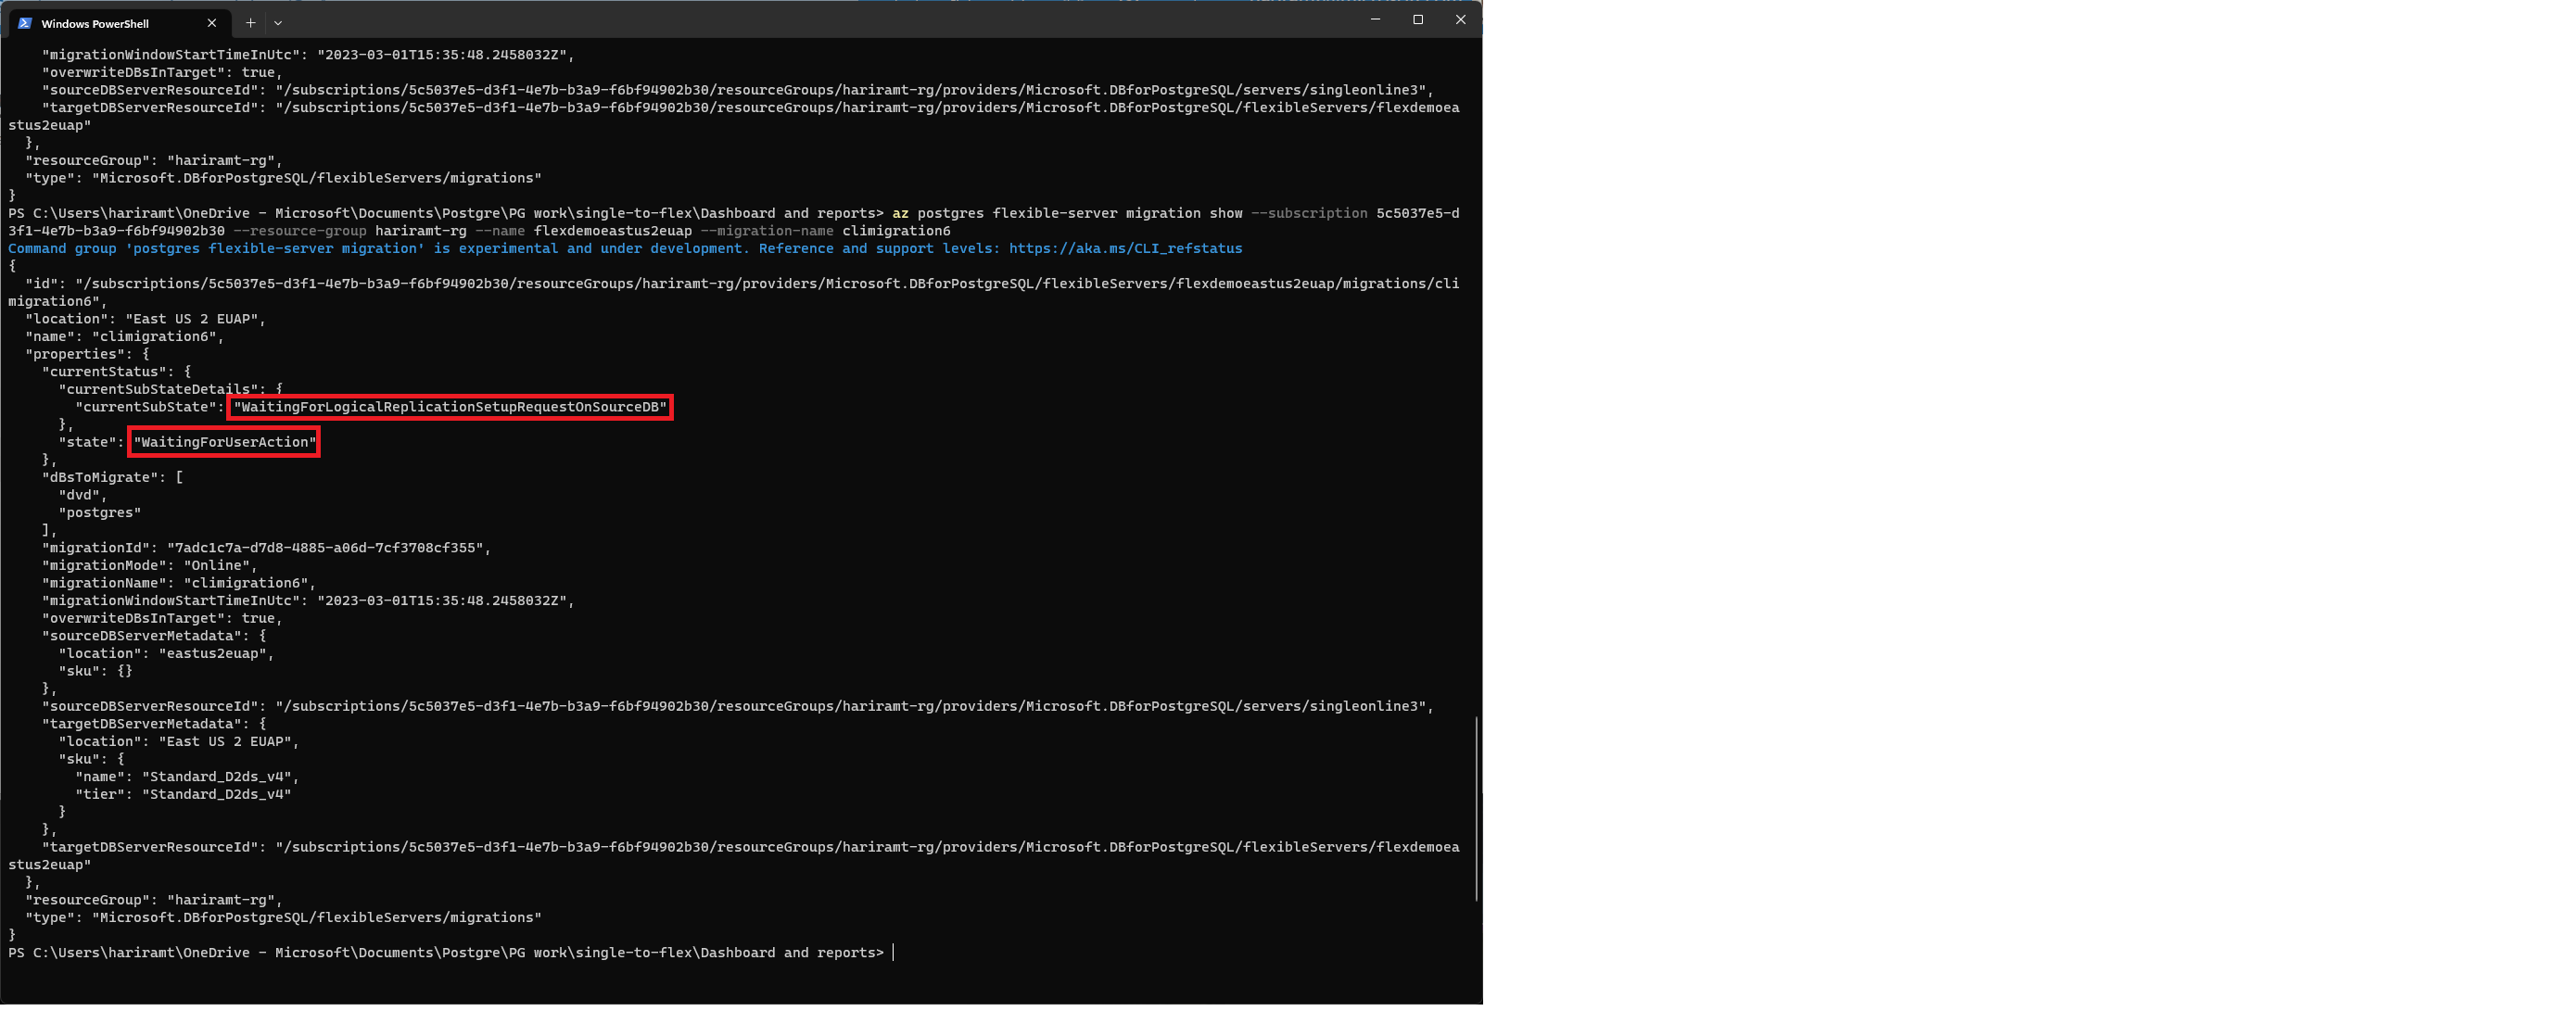 Windows PowerShell
    "migrationWindowStartTimeInUtc": "2023-03-01T15:35:48.2458032Z",
    "overwriteDBsInTarget": true,
    "sourceDBServerResourceId": "/subscriptions/5c5037e5-d3f1-4e7b-b3a9-f6bf94902b30/resourceGroups/hariramt-rg/providers/Microsoft.DBforPostgreSQL/servers/singleonline3",
    "targetDBServerResourceId": "/subscriptions/5c5037e5-d3f1-4e7b-b3a9-f6bf94902b30/resourceGroups/hariramt-rg/providers/Microsoft.DBforPostgreSQL/flexibleServers/flexdemoea
stus2euap"
  },
  "resourceGroup": "hariramt-rg",
  "type": "Microsoft.DBforPostgreSQL/flexibleServers/migrations"
}
PS C:\Users\hariramt\OneDrive - Microsoft\Documents\Postgre\PG work\single-to-flex\Dashboard and reports> az postgres flexible-server migration show --subscription 5c5037e5-d
3f1-4e7b-b3a9-f6bf94902b30 --resource-group hariramt-rg --name flexdemoeastus2euap --migration-name climigration6
Command group 'postgres flexible-server migration' is experimental and under development. Reference and support levels: https://aka.ms/CLI_refstatus
{
  "id": "/subscriptions/5c5037e5-d3f1-4e7b-b3a9-f6bf94902b30/resourceGroups/hariramt-rg/providers/Microsoft.DBforPostgreSQL/flexibleServers/flexdemoeastus2euap/migrations/cli
migration6",
  "location": "East US 2 EUAP",
  "name": "climigration6",
  "properties": {
    "currentStatus": {
      "currentSubStateDetails": {
        "currentSubState": "WaitingForLogicalReplicationSetupRequestOnSourceDB"
      },
      "state": "WaitingForUserAction"
    },
    "dBsToMigrate": [
      "dvd",
      "postgres"
    ],
    "migrationId": "7adc1c7a-d7d8-4885-a06d-7cf3708cf355",
    "migrationMode": "Online",
    "migrationName": "climigration6",
    "migrationWindowStartTimeInUtc": "2023-03-01T15:35:48.2458032Z",
    "overwriteDBsInTarget": true,
    "sourceDBServerMetadata": {
      "location": "eastus2euap",
      "sku": {}
    },
    "sourceDBServerResourceId": "/subscriptions/5c5037e5-d3f1-4e7b-b3a9-f6bf94902b30/resourceGroups/hariramt-rg/providers/Microsoft.DBforPostgreSQL/servers/singleonline3",
    "targetDBServerMetadata": {
      "location": "East US 2 EUAP",
      "sku": {
        "name": "Standard_D2ds_v4",
        "tier": "Standard_D2ds_v4"
      }
    },
    "targetDBServerResourceId": "/subscriptions/5c5037e5-d3f1-4e7b-b3a9-f6bf94902b30/resourceGroups/hariramt-rg/providers/Microsoft.DBforPostgreSQL/flexibleServers/flexdemoea
stus2euap"
  },
  "resourceGroup": "hariramt-rg",
  "type": "Microsoft.DBforPostgreSQL/flexibleServers/migrations"
}
PS C:\Users\hariramt\OneDrive - Microsoft\Documents\Postgre\PG work\single-to-flex\Dashboard and reports>